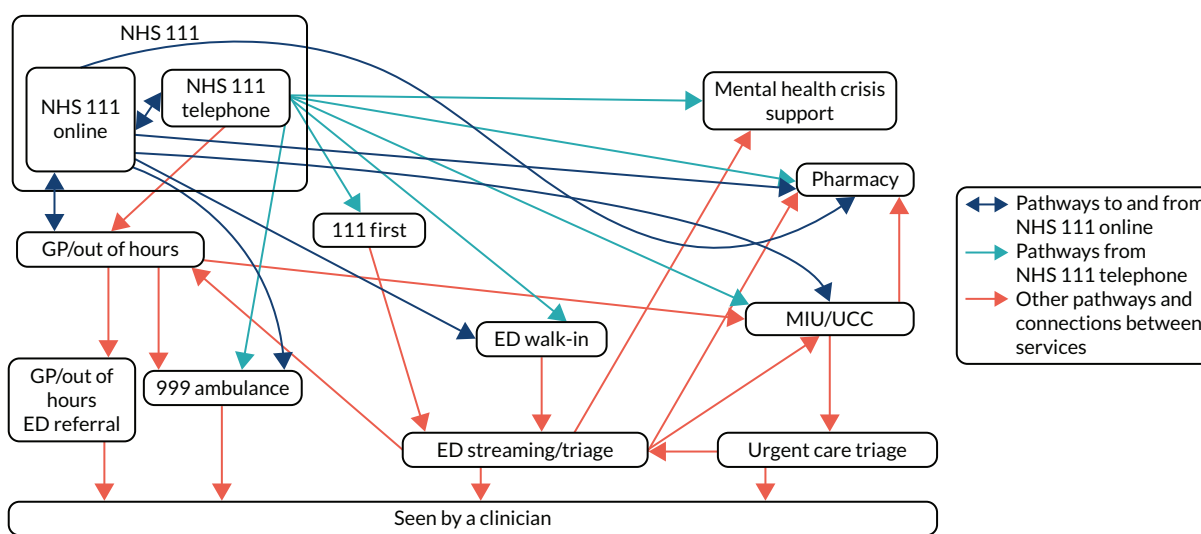 NHS 111
NHS 111
online
NHS 111
telephone
Mental health crisis
support
Pharmacy
111 first
GP/out of hours
MIU/UCC
ED walk-in
GP/out of
hours
ED referral
999 ambulance
ED streaming/triage
Urgent care triage
Seen by a clinician
Pathways to and from
NHS 111 online
Pathways from
NHS 111 telephone
Other pathways and
connections between
services